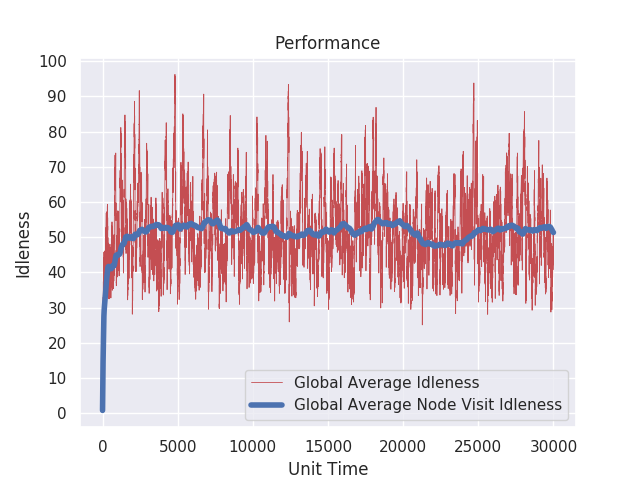 Performance
100
90
80
70
60
50
40
30
20
10
0
Idleness
Global Average Idleness
Global Average Node Visit Idleness
0 5000 10000 15000 20000 25000 30000
Unit Time